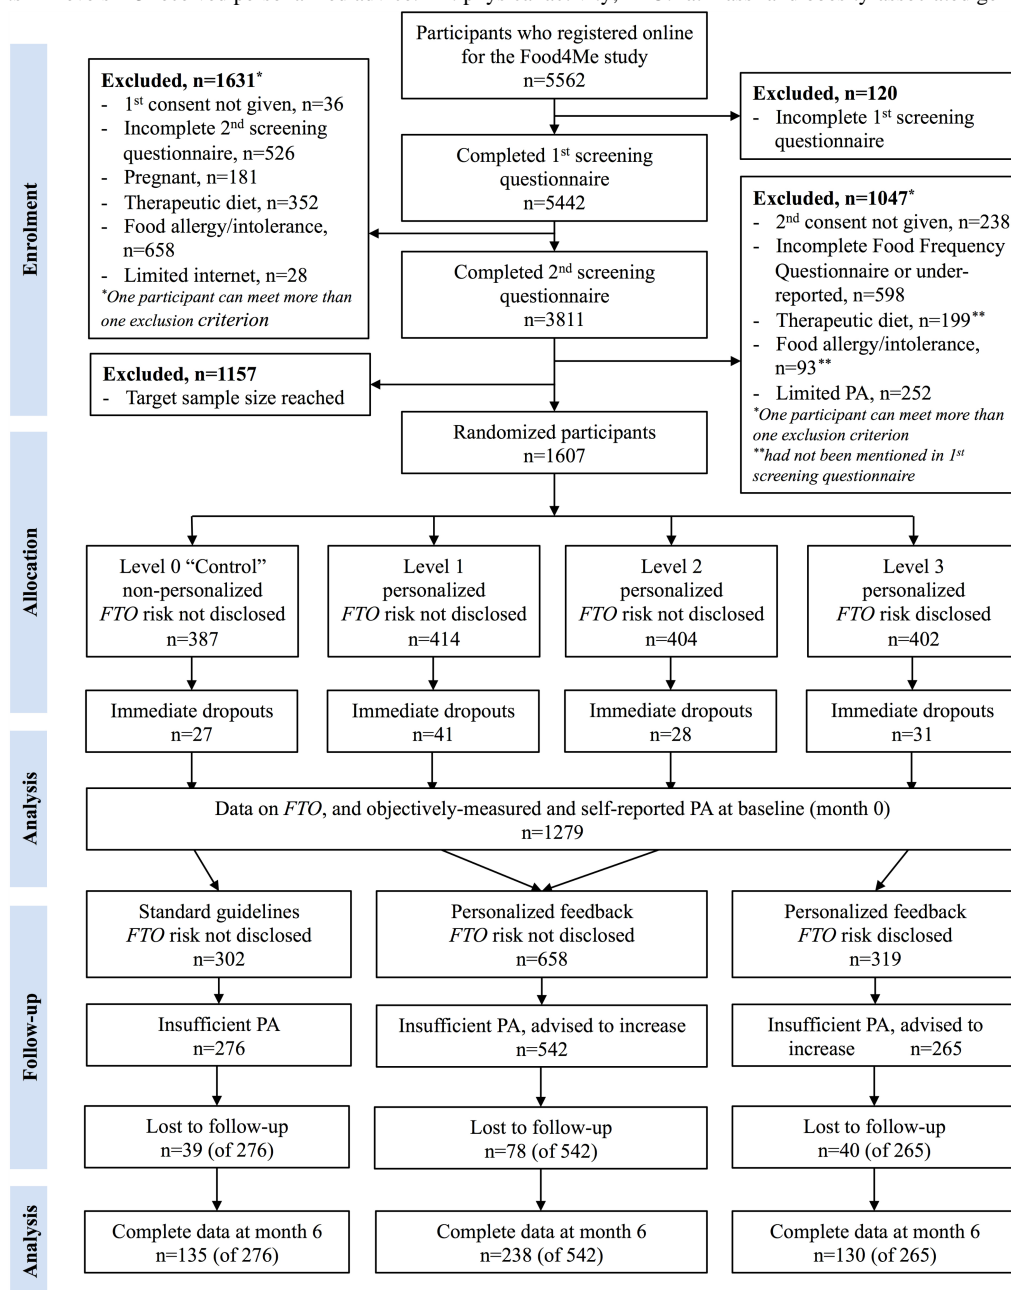 Participants who registered online
for the Food4Me study
n=5562
Excluded, n=1631*
- 1st consent not given, n=36
- Incomplete 2nd screening
questionnaire, n=526
- Pregnant, n=181
- Therapeutic diet, n=352
- Food allergy/intolerance,
n=658
- Limited internet, n=28
*One participant can meet more than
one exclusion criterion
Excluded, n=120
- Incomplete 1st screening
questionnaire
Completed 1st screening
questionnaire
n=5442
Enrolment
Completed 2nd screening
questionnaire
n=3811
Excluded, n=1047*
- 2nd consent not given, n=238
- Incomplete Food Frequency
Questionnaire or under-
reported, n=598
- Therapeutic diet, n=199**
- Food allergy/intolerance,
n=93**
- Limited PA, n=252
*One participant can meet more than
one exclusion criterion
**had not been mentioned in 1st
screening questionnaire
Excluded, n=1157
- Target sample size reached
Randomized participants
n=1607
Allocation
Level 0 “Control”
non-personalized
FTO risk not disclosed
n=387
Level 1
personalized
FTO risk not disclosed
n=414
Level 2
personalized
FTO risk not disclosed
n=404
Level 3
personalized
FTO risk disclosed
n=402
Immediate dropouts
n=27
Immediate dropouts
n=41
Immediate dropouts
n=28
Immediate dropouts
n=31
Analysis
Data on FTO, and objectively-measured and self-reported PA at baseline (month 0)
n=1279
Follow-up
Standard guidelines
FTO risk not disclosed
n=302
Personalized feedback
FTO risk not disclosed
n=658
Personalized feedback
FTO risk disclosed
n=319
Insufficient PA
n=276
Insufficient PA, advised to increase
n=542
Insufficient PA, advised to
increase n=265
Lost to follow-up
n=39 (of 276)
Lost to follow-up
n=78 (of 542)
Lost to follow-up
n=40 (of 265)
Analysis
Complete data at month 6
n=135 (of 276)
Complete data at month 6
n=238 (of 542)
Complete data at month 6
n=130 (of 265)